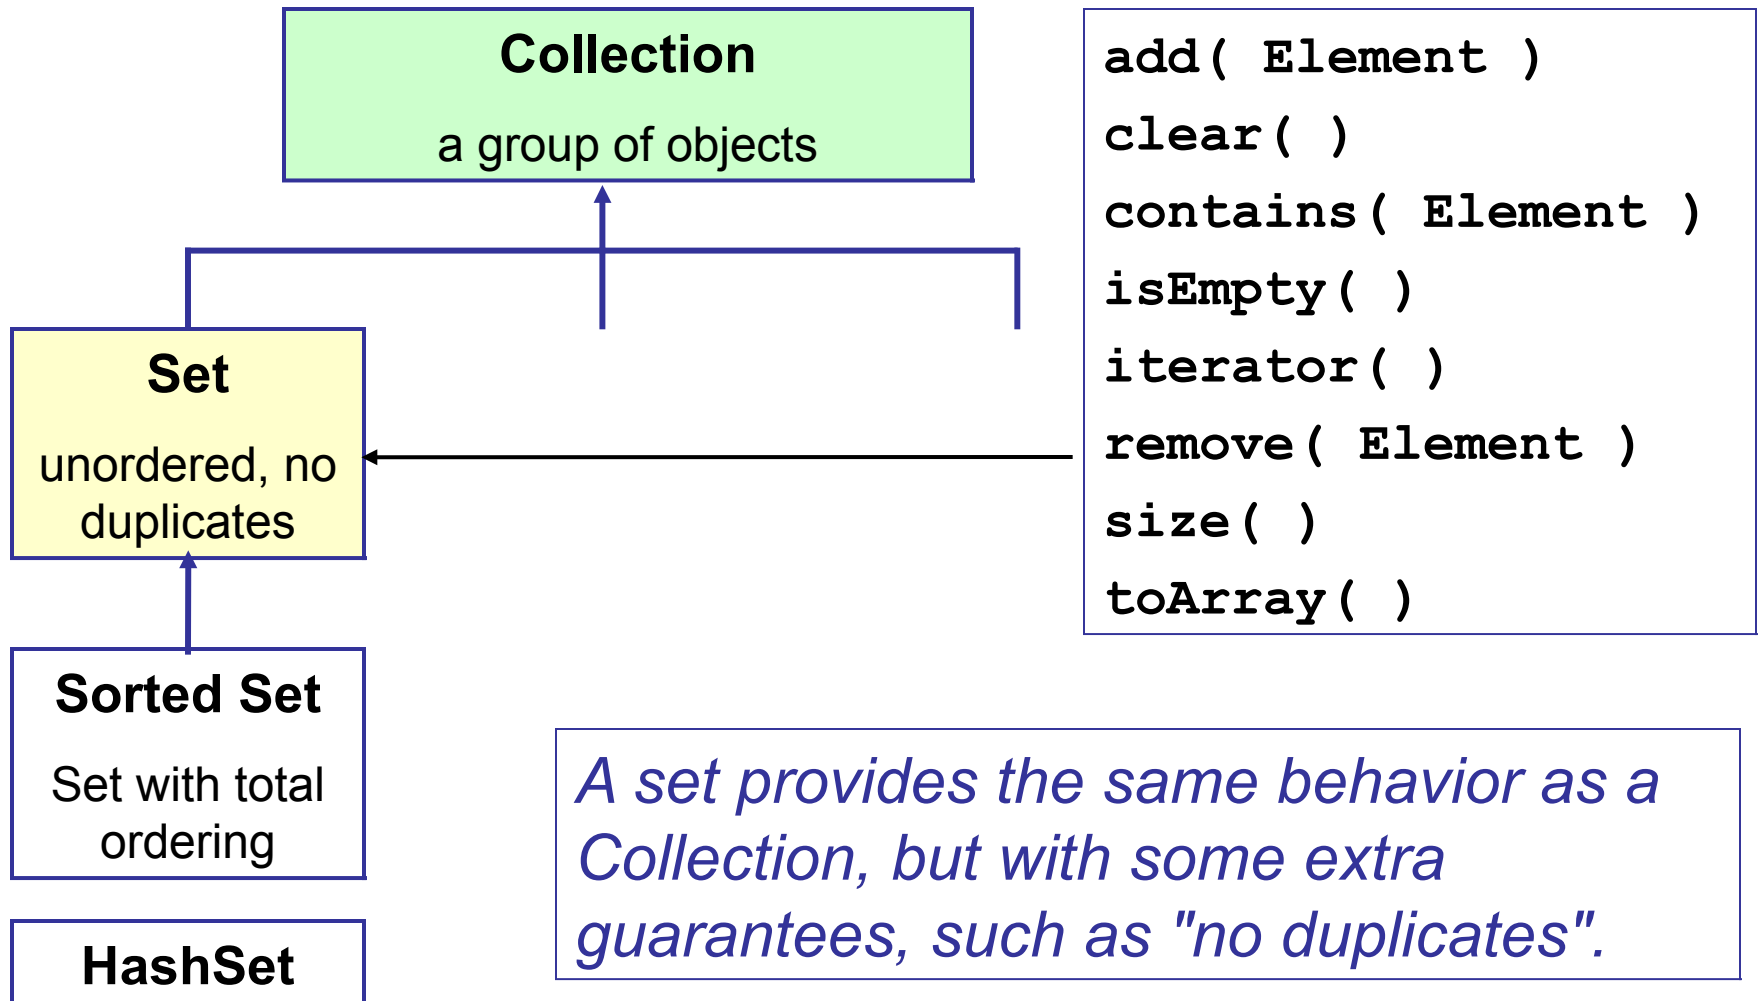 Collection
a group of objects
add( Element )
clear( )
contains( Element )
isEmpty( )
iterator( )
remove( Element )
size( )
toArray( )
Set
unordered, no
duplicates
Sorted Set
Set with total
ordering
HashSet
A set provides the same behavior as a
Collection, but with some extra
guarantees, such as "no duplicates".